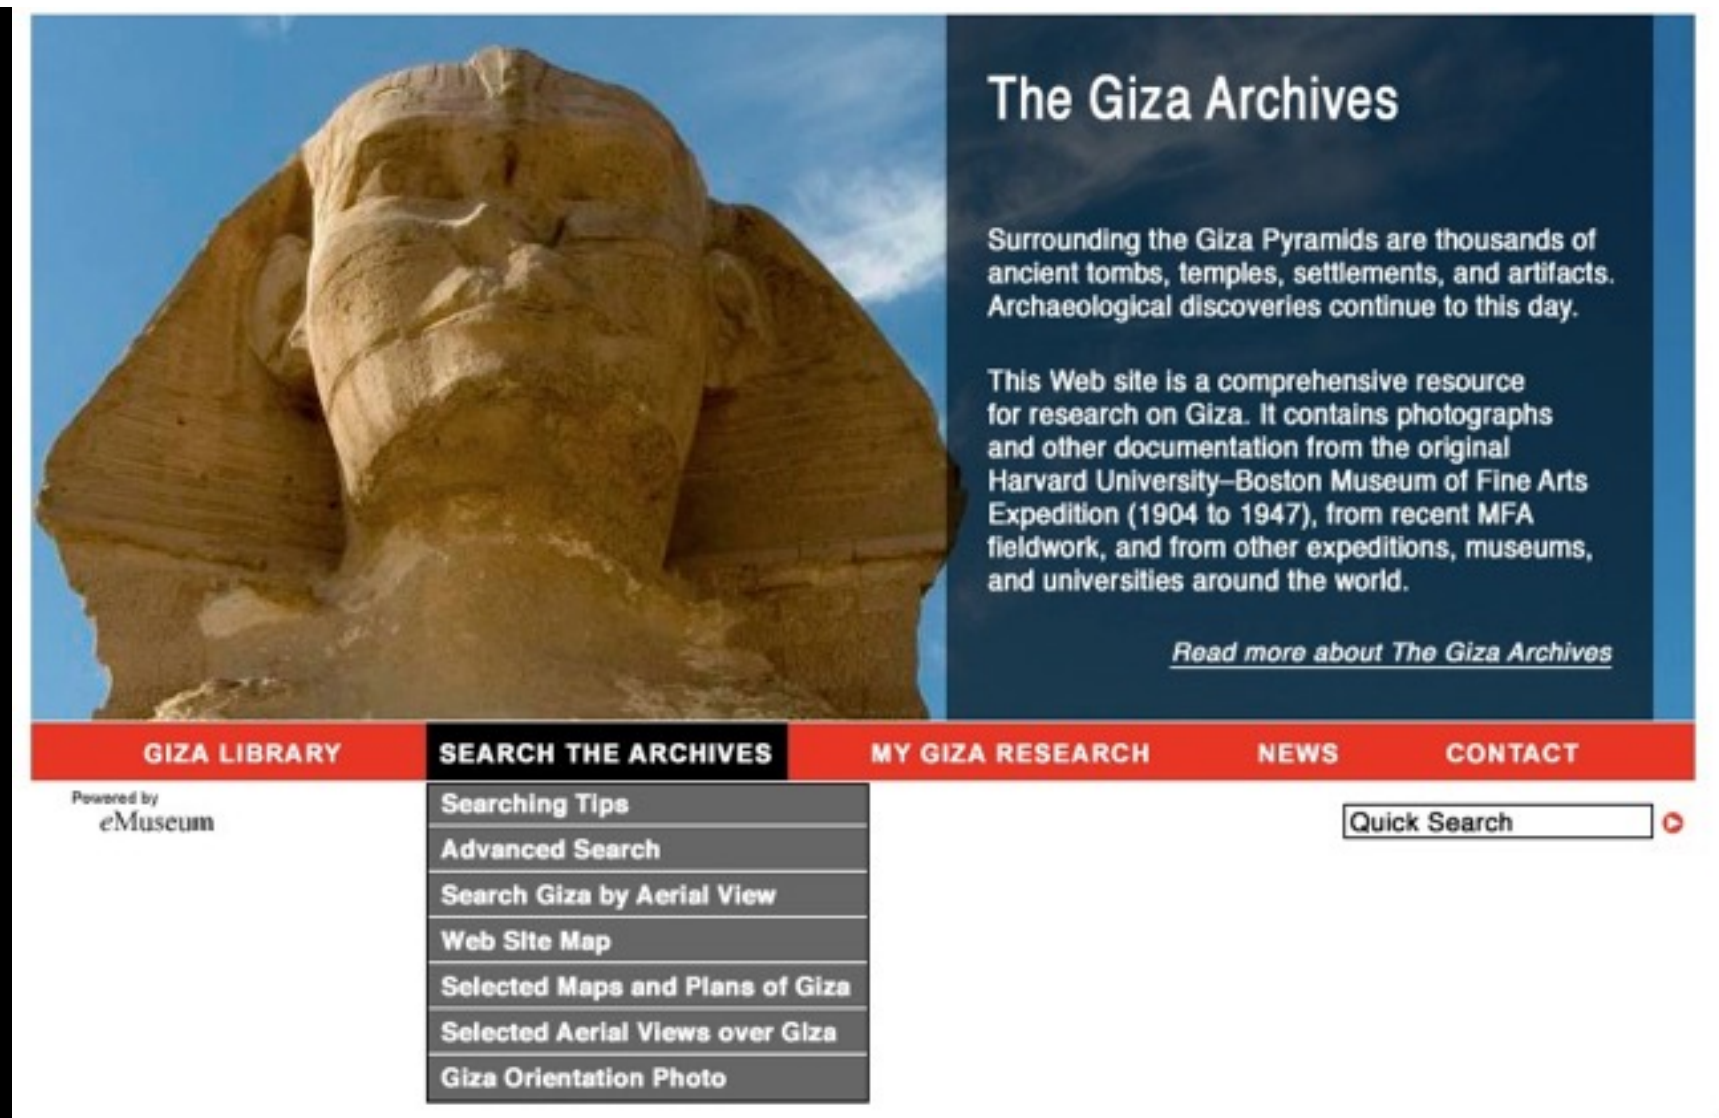 The Giza Archives
Surrounding the Giza Pyramids are thousands of
ancient tombs, temples, settlements, and artifacts.
Archaeological discoveries continue to this day.
This Web site is a comprehensive resource
for research on Giza. It contains photographs
and other documentation from the original
Harvard University–Boston Museum of Fine Arts
Expedition (1904 to 1947), from recent MFA
fieldwork, and from other expeditions, museums,
and universities around the world.
Read more about The Giza Archives
GIZA LIBRARY SEARCH THE ARCHIVES MY GIZA RESEARCH NEWS CONTACT
Powered by
eMuseum
Searching Tips
Advanced Search
Search Giza by Aerial View
Web Site Map
Selected Maps and Plans of Giza
Selected Aerial Views over Giza
Giza Orientation Photo
Quick Search